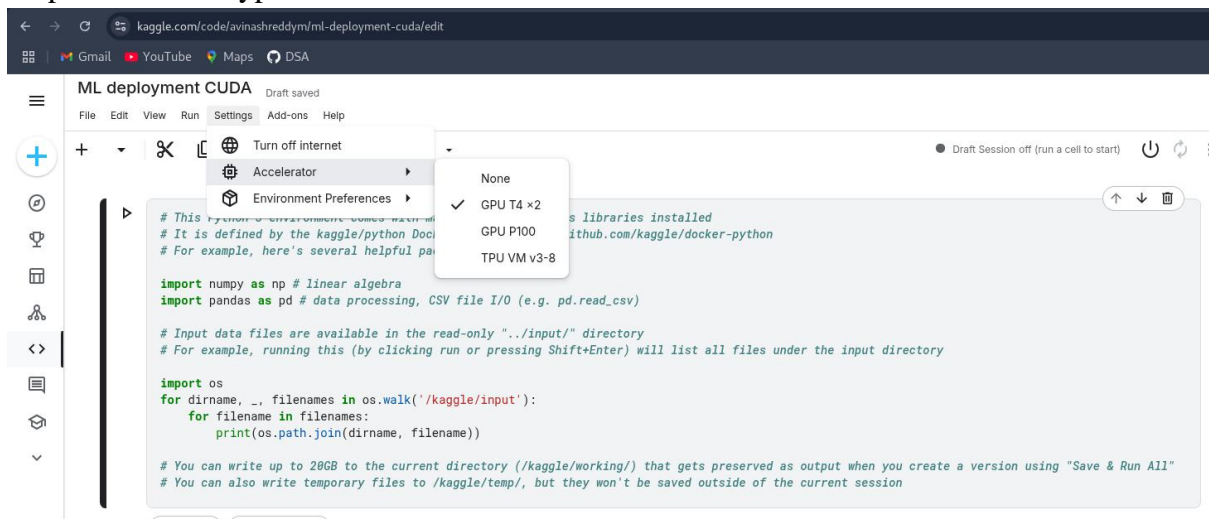 kaggle.com/code/avinashreddym/ml-deployment-cuda/edit
Gmail YouTube Maps DSA
ML deployment CUDA Draft saved
File Edit View Run Settings Add-ons Help
Turn off internet
Draft Session off (run a cell to start)
Accelerator
None
Environment Preferences
GPU T4 ×2
GPU P100
TPU VM v3-8
# This
s libraries installed
# It is defined by the kaggle/python
ithub.com/kaggle/docker-python
# For example, here's several helpful
import numpy as np # linear algebra
import pandas as pd # data processing, CSV file I/O (e.g. pd.read_csv)
# Input data files are available in the read-only "../input/" directory
# For example, running this (by clicking run or pressing Shift+Enter) will list all files under the input directory
import os
for dirname, _, filenames in os.walk('/kaggle/input'):
for filename in filenames:
print(os.path.join(dirname, filename))
# You can write up to 20GB to the current directory (/kaggle/working/) that gets preserved as output when you create a version using "Save & Run All"
# You can also write temporary files to /kaggle/temp/, but they won't be saved outside of the current session